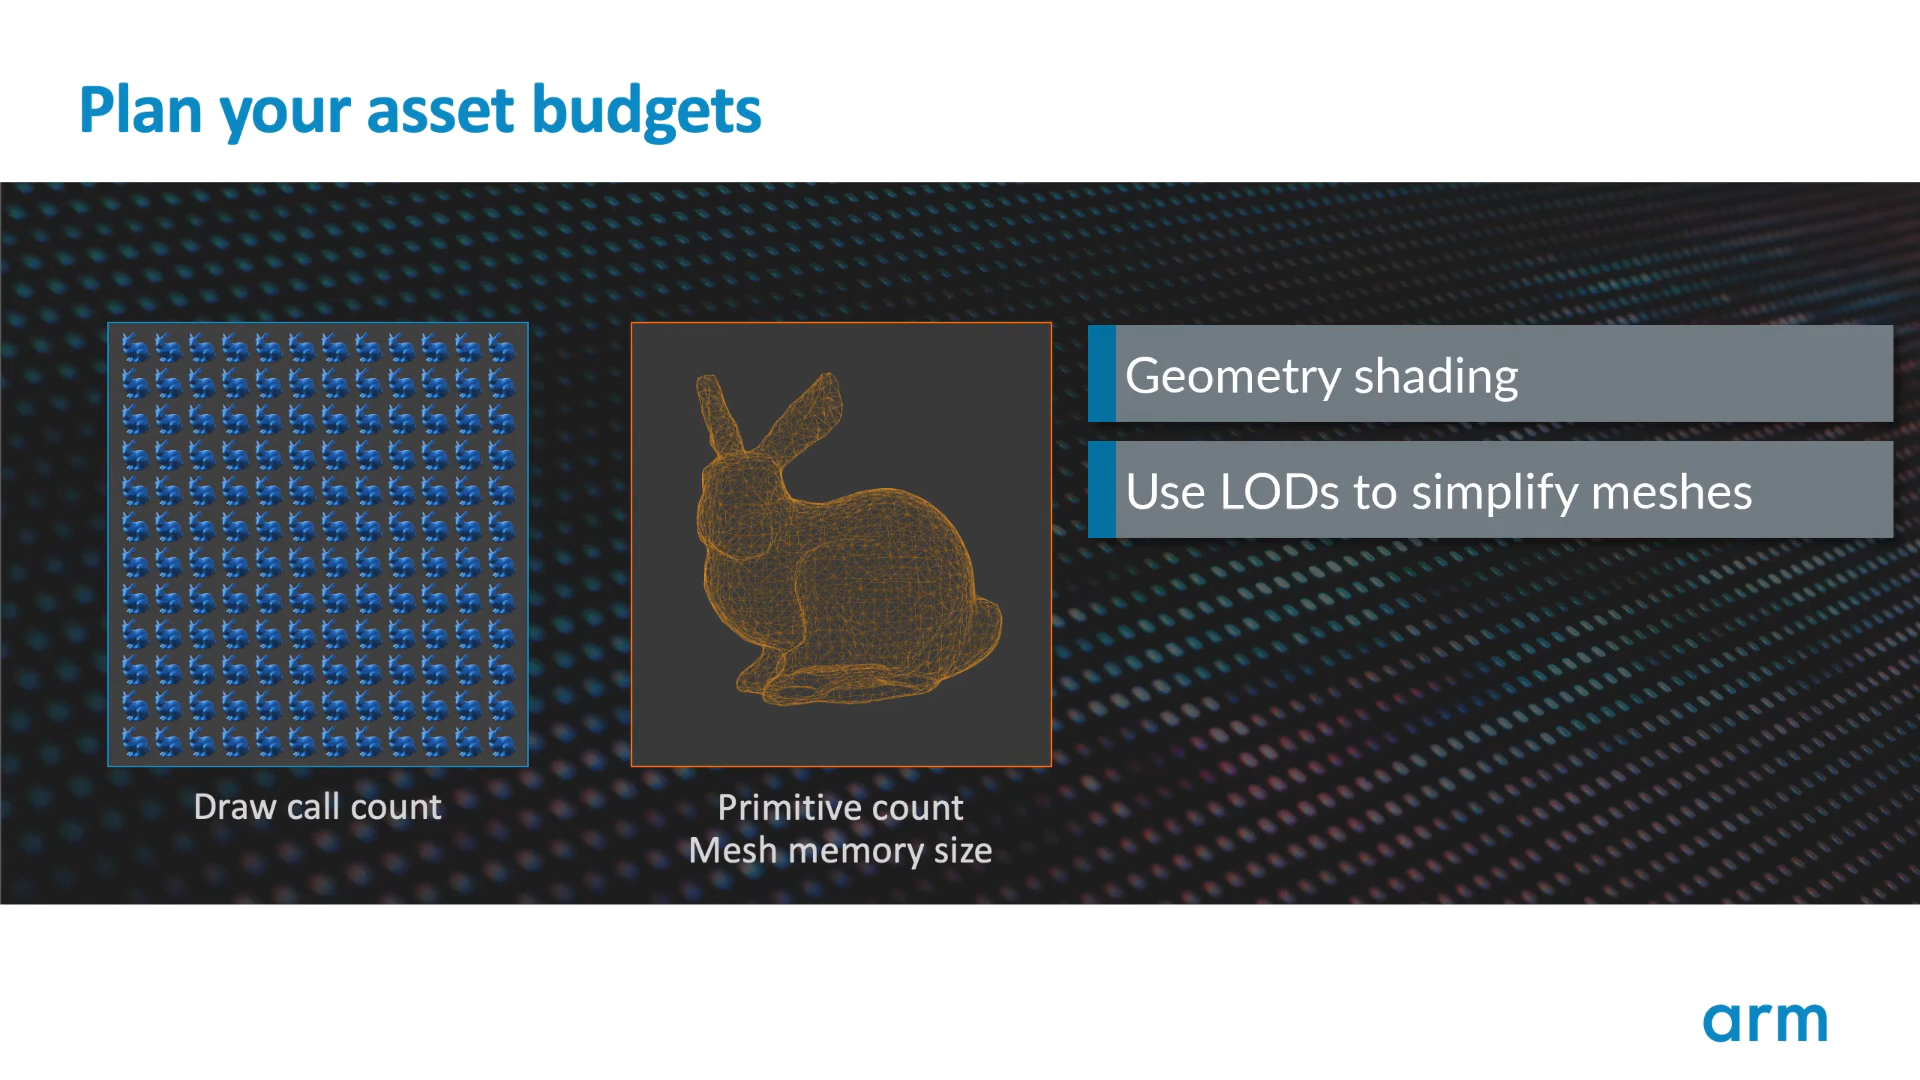 Plan your asset budgets
Geometry shading
Use LODs to simplify meshes
Draw call count
Primitive count
Mesh memory size
arm